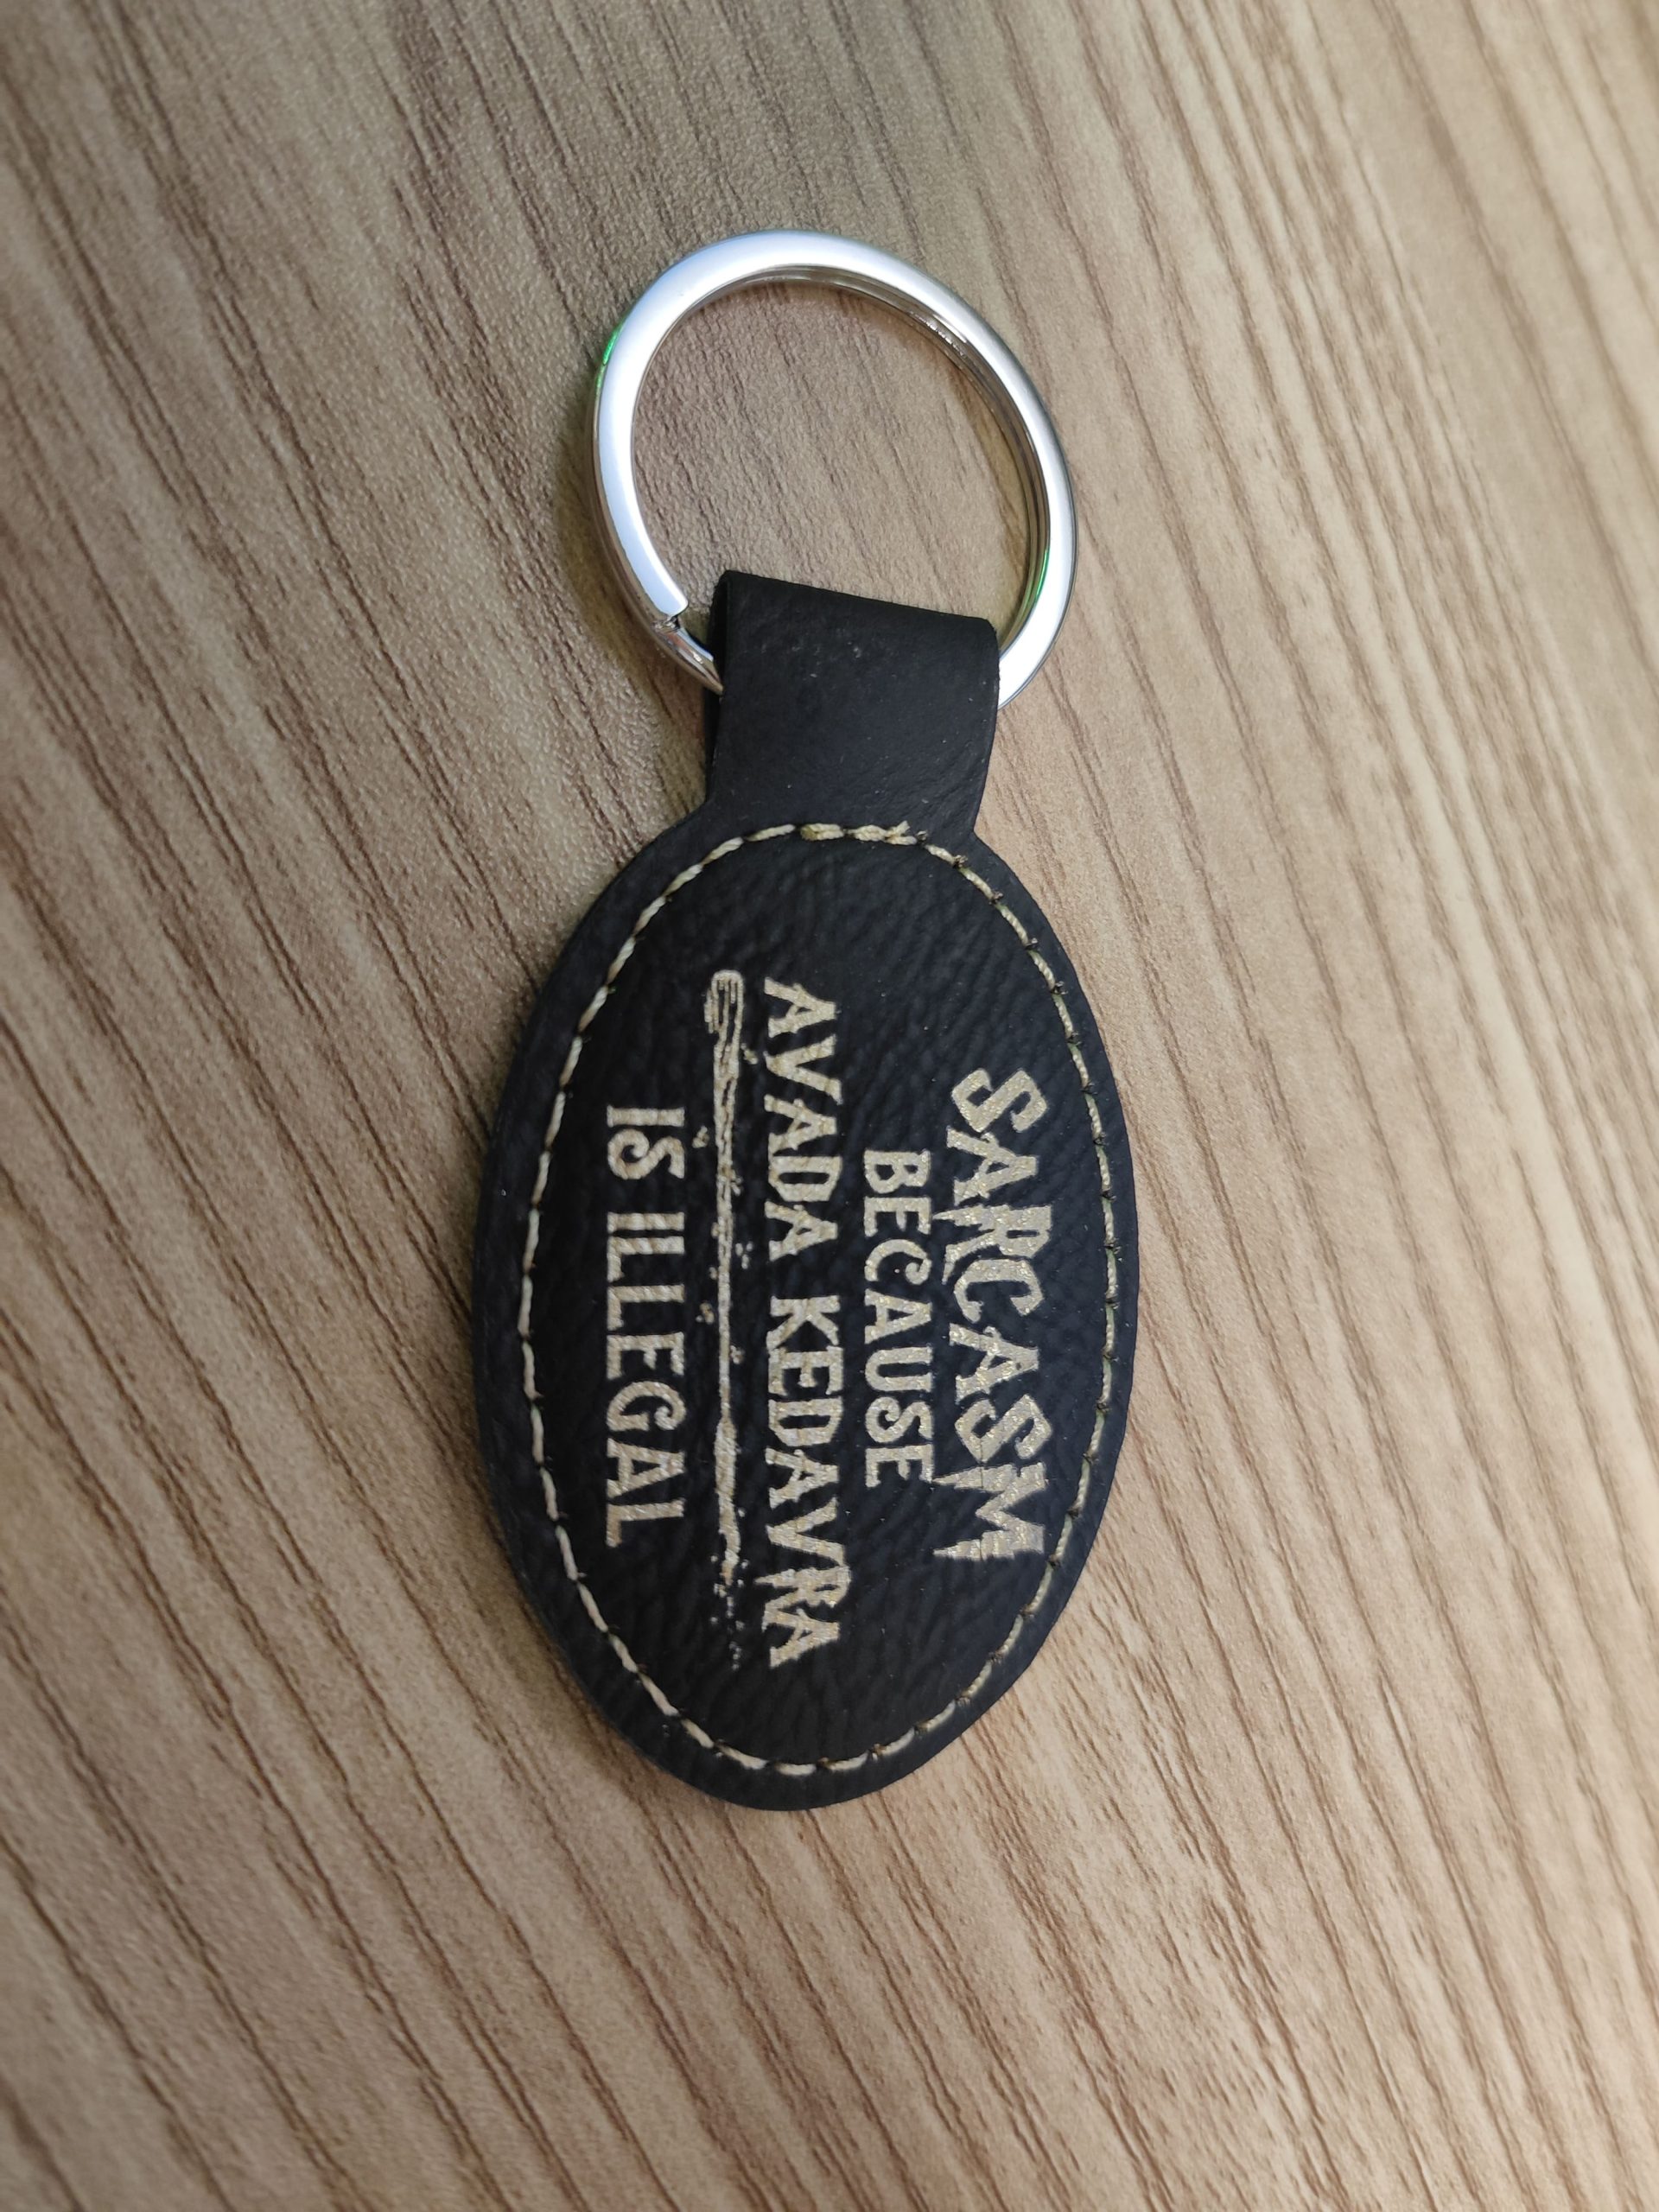 SARCASM
BECAUSE
AVADA KEDAVRA
IS ILLEGAL